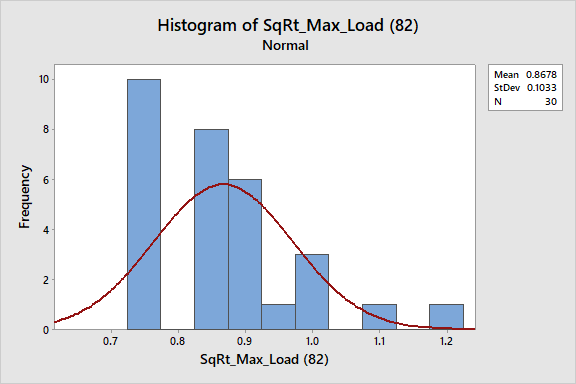 Histogram of SqRt_Max_Load (82)
Normal
Mean 0.8678
StDev 0.1033
N 30
Frequency
10
8
6
4
2
0
0.7 0.8 0.9 1.0 1.1 1.2
SqRt_Max_Load (82)